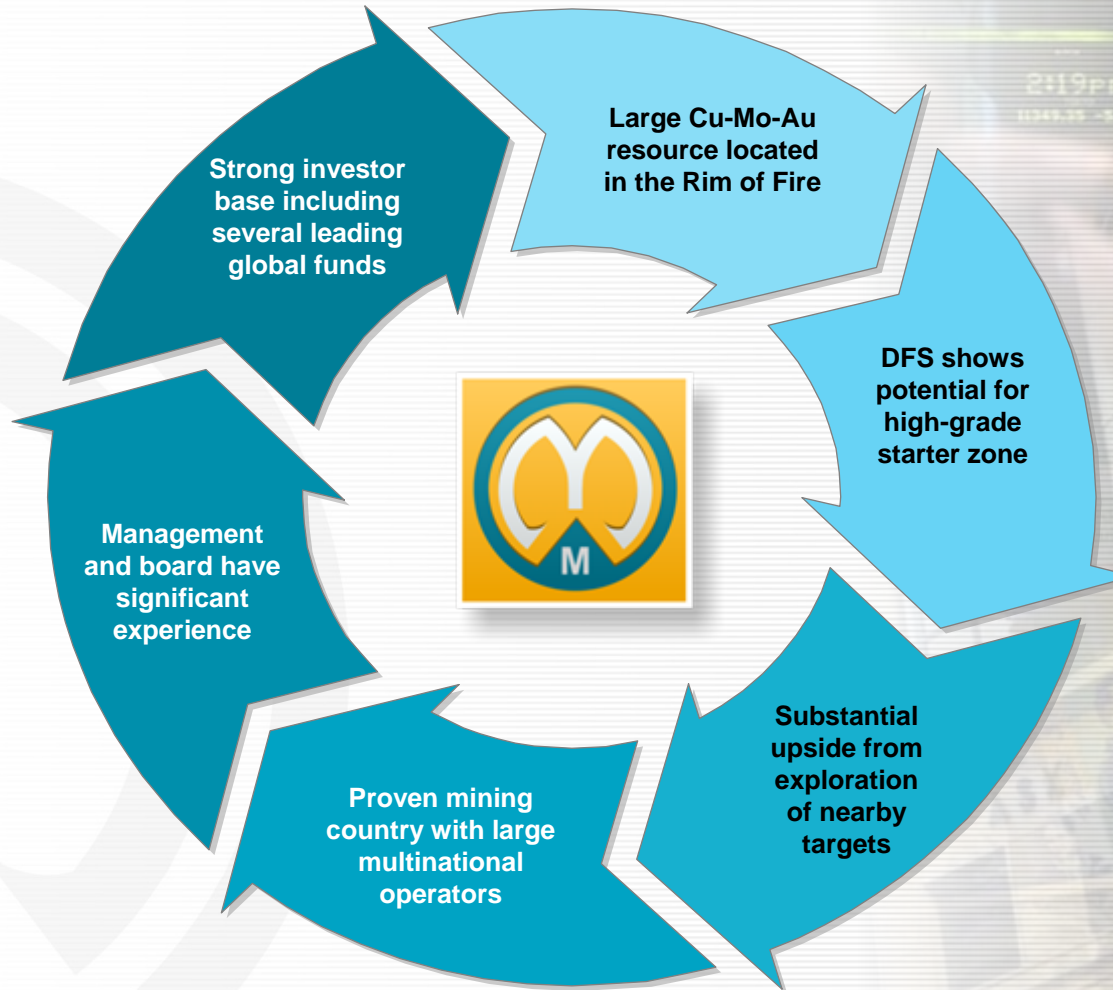 Large Cu-Mo-Au
resource located
in the Rim of Fire
DFS shows
potential for
high-grade
starter zone
Substantial
upside from
exploration
of nearby
targets
Proven mining
country with large
multinational
operators
Management
and board have
significant
experience
Strong investor
base including
several leading
global funds
M
2:19P